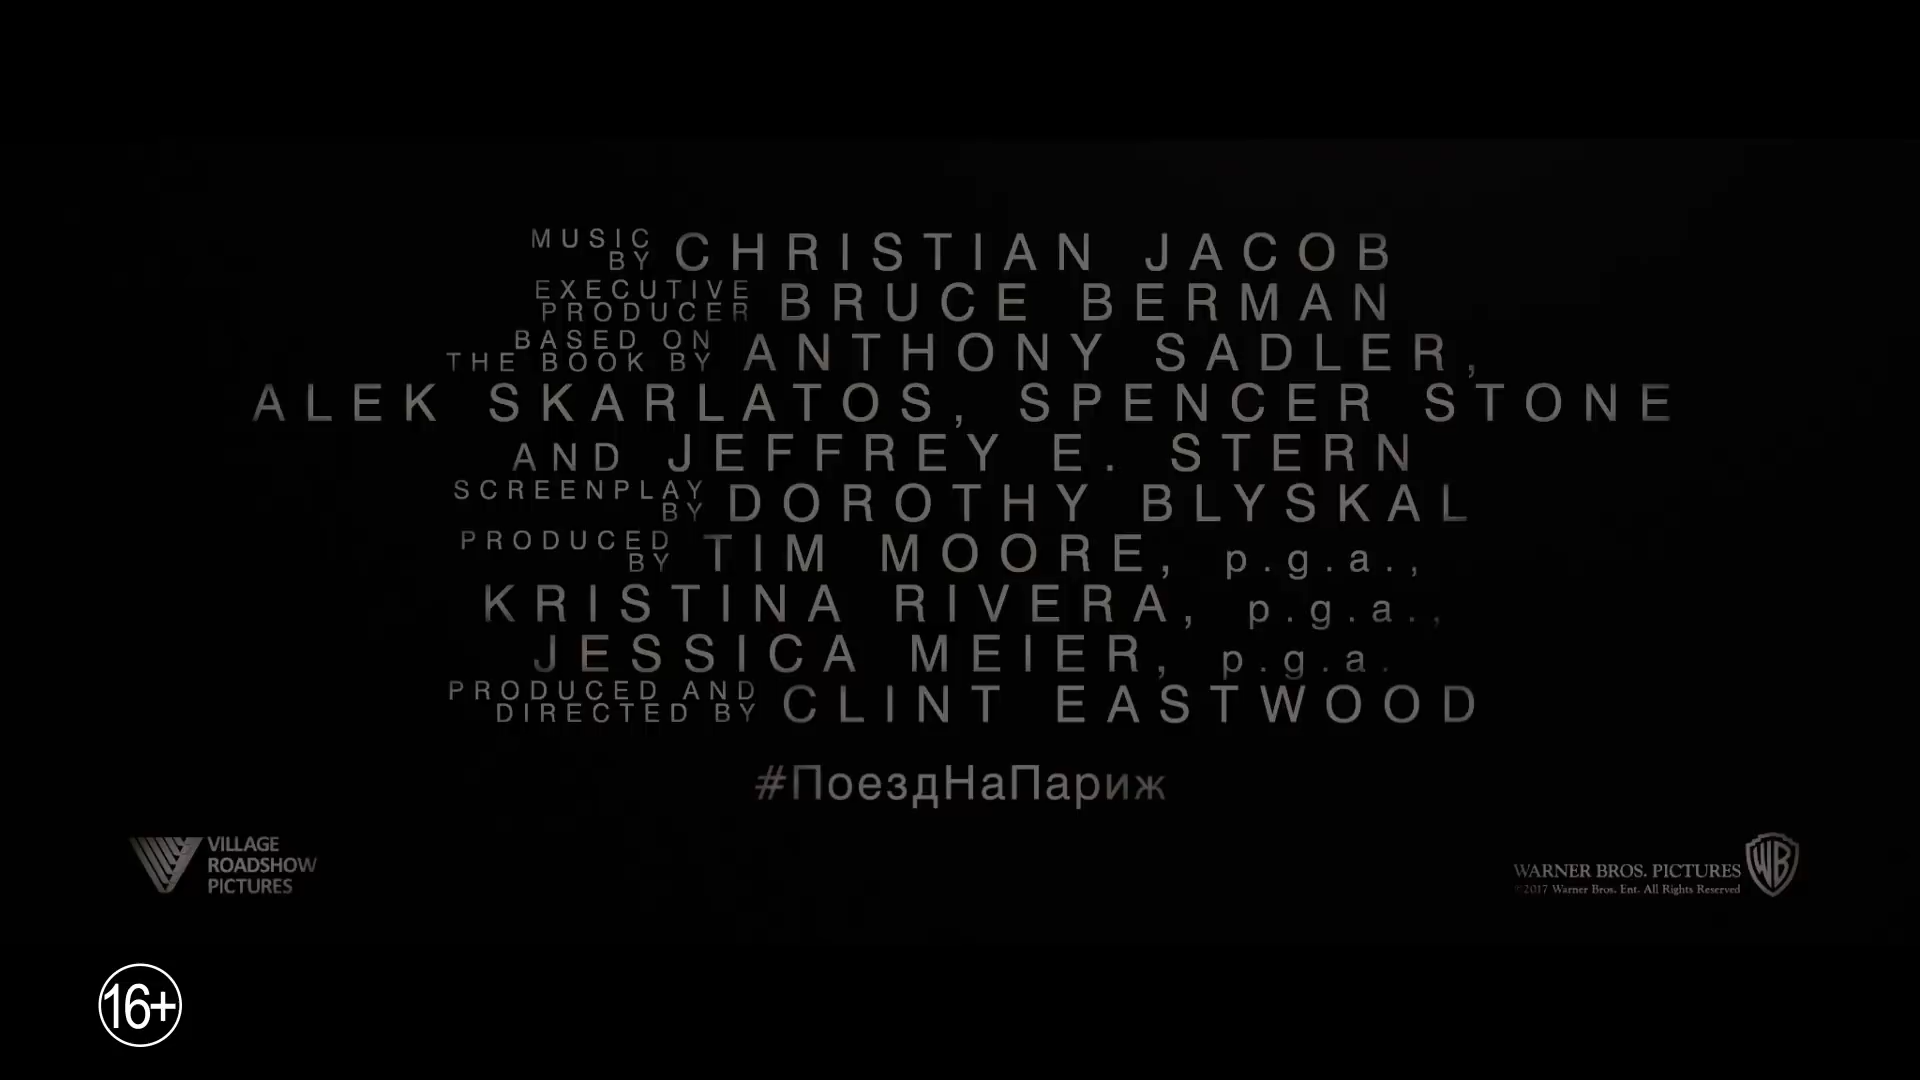 MUSIC BY CHRISTIAN JACOB
EXECUTIVE PRODUCER BRUCE BERMAN
BASED ON THE BOOK BY ANTHONY SADLER,
ALEK SKARLATOS, SPENCER STONE
AND JEFFREY E. STERN
SCREENPLAY BY DOROTHY BLYSKAL
PRODUCED BY TIM MOORE, p.g.a.,
KRISTINA RIVERA, p.g.a.,
JESSICA MEIER, p.g.a.
PRODUCED AND DIRECTED BY CLINT EASTWOOD
#ПоездНаПариж
VILLAGE
ROADSHOW
PICTURES
WARNER BROS. PICTURES
©2017 Warner Bros. Ent. All Rights Reserved
WB
16+